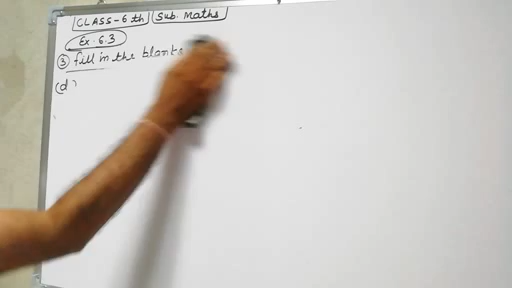 CLASS-6th Sub. Maths
Ex. 6.3
③ fill in the blanks
(d)